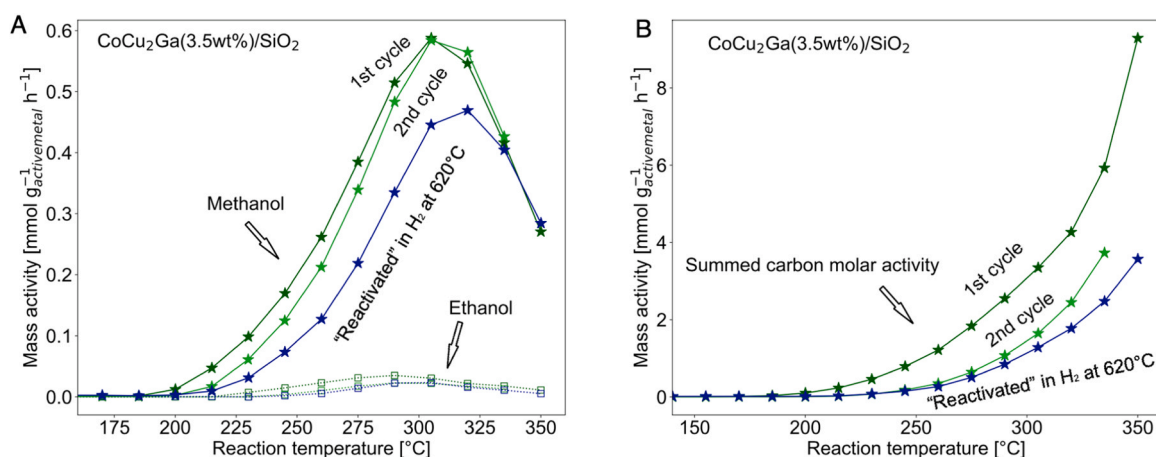 A
CoCu₂Ga(3.5wt%)/SiO₂
Mass activity [mmol g⁻¹activemetal h⁻¹]
0.6
0.5
0.4
0.3
0.2
0.1
0.0
1st cycle
2nd cycle
"Reactivated" in H₂ at 620°C
Methanol
Ethanol
175
200
225
250
275
300
325
350
Reaction temperature [°C]
B
CoCu₂Ga(3.5wt%)/SiO₂
Mass activity [mmol g⁻¹activemetal h⁻¹]
8
6
4
2
0
Summed carbon molar activity
1st cycle
2nd cycle
"Reactivated" in H₂ at 620°C
150
200
250
300
350
Reaction temperature [°C]